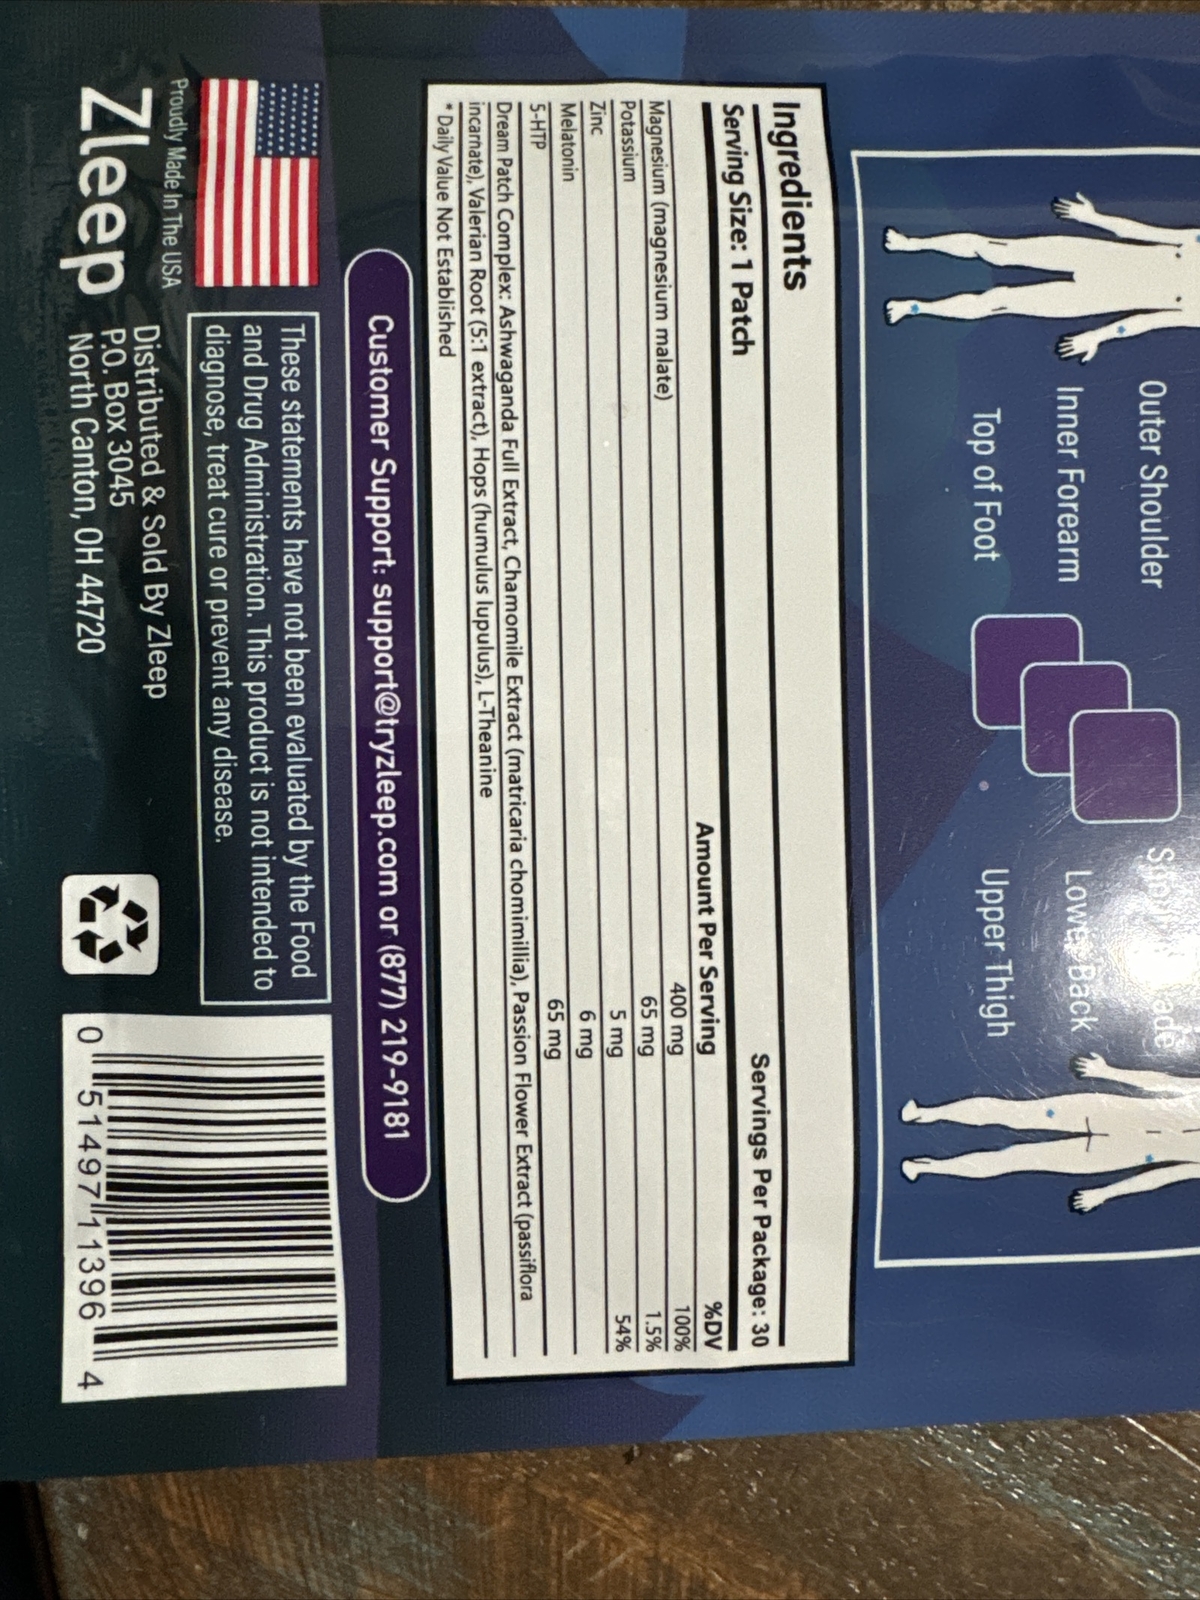 Outer Shoulder
Inner Forearm
Top of Foot
Lower Back
Upper Thigh
Ingredients
Serving Size: 1 Patch Servings Per Package: 30
Amount Per Serving %DV
Magnesium (magnesium malate) 400 mg 100%
Potassium 65 mg 1.5%
Zinc 5 mg 54%
Melatonin 6 mg
5-HTP 65 mg
Dream Patch Complex: Ashwaganda Full Extract, Chamomile Extract (matricaria chomimillia), Passion Flower Extract (passiflora
incarnate), Valerian Root (5:1 extract), Hops (humulus lupulus), L-Theanine
* Daily Value Not Established
Customer Support: support@tryzleep.com or (877) 219-9181
Proudly Made In The USA
These statements have not been evaluated by the Food
and Drug Administration. This product is not intended to
diagnose, treat cure or prevent any disease.
Zleep
Distributed & Sold By Zleep
P.O. Box 3045
North Canton, OH 44720
0 51497 11396 4